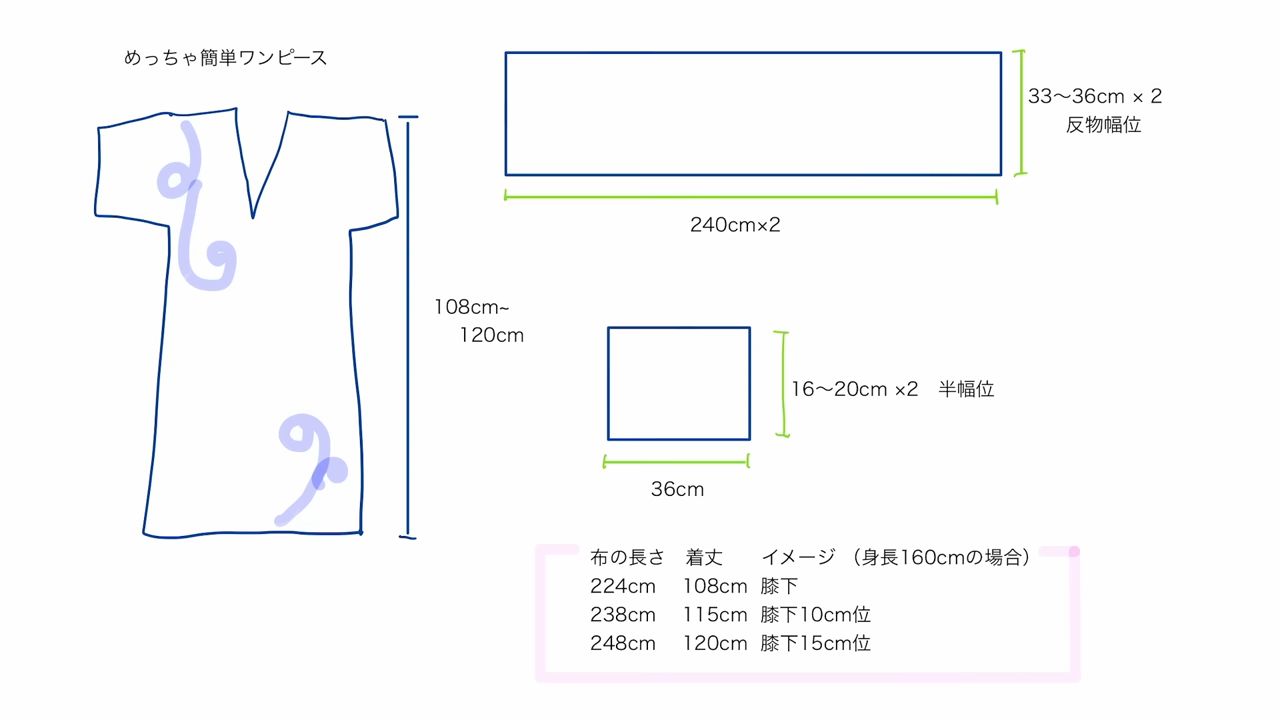 めっちゃ簡単ワンピース
33〜36cm × 2
反物幅位
240cm×2
108cm~
120cm
16〜20cm ×2　半幅位
36cm
布の長さ　着丈　　イメージ （身長160cmの場合）
224cm　108cm　膝下
238cm　115cm　膝下10cm位
248cm　120cm　膝下15cm位